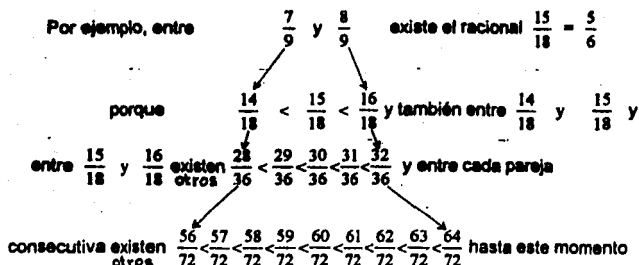 Por ejemplo, entre 7/9 y 8/9 existe el racional 15/18 = 5/6
porque 14/18 < 15/18 < 16/18 y también entre 14/18 y 15/18 y
entre 15/18 y 16/18 existen otros 28/36 < 29/36 < 30/36 < 31/36 < 32/36 y entre cada pareja
consecutiva existen otros 56/72 < 57/72 < 58/72 < 59/72 < 60/72 < 61/72 < 62/72 < 63/72 < 64/72 hasta este momento